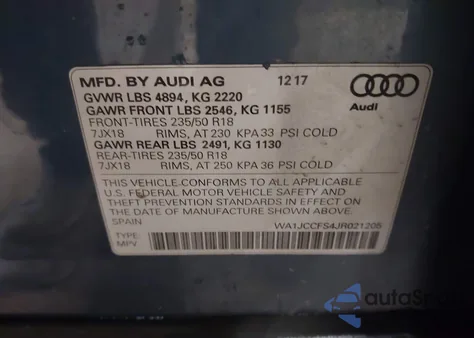 MFD. BY AUDI AG 12 17
GVWR LBS 4894, KG 2220
GAWR FRONT LBS 2546, KG 1155
FRONT-TIRES 235/50 R18
7JX18 RIMS, AT 230 KPA 33 PSI COLD
GAWR REAR LBS 2491, KG 1130
REAR-TIRES 235/50 R18
7JX18 RIMS, AT 250 KPA 36 PSI COLD
Audi
THIS VEHICLE CONFORMS TO ALL APPLICABLE
U.S. FEDERAL MOTOR VEHICLE SAFETY AND
THEFT PREVENTION STANDARDS IN EFFECT ON
THE DATE OF MANUFACTURE SHOWN ABOVE.
SPAIN WA1JCCFS4JR021205
TYPE:
MPV